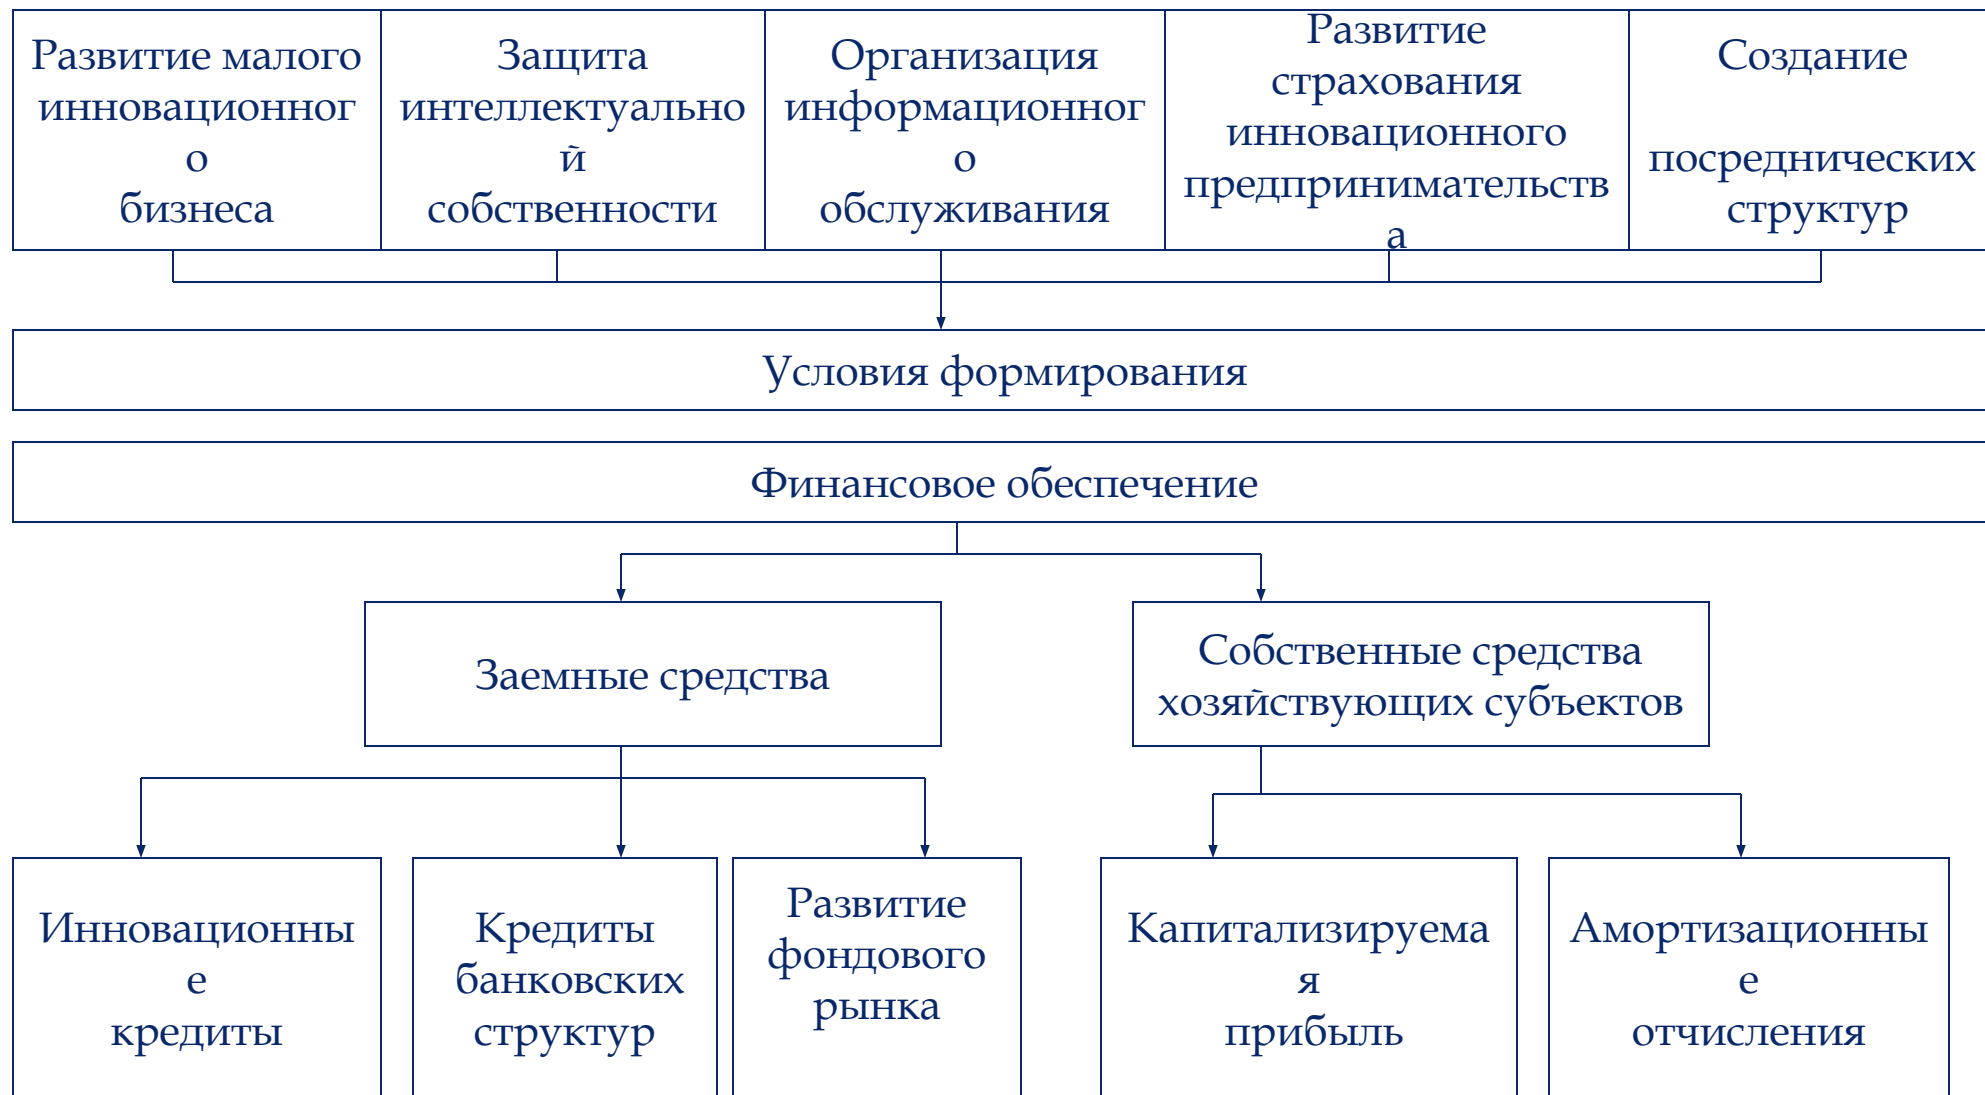 Развитие малого
инновационног
о
бизнеса
Защита
интеллектуально
й
собственности
Организация
информационног
о
обслуживания
Развитие
страхования
инновационного
предпринимательств
а
Создание
посреднических
структур
Условия формирования
Финансовое обеспечение
Заемные средства
Собственные средства
хозяйствующих субъектов
Инновационны
е
кредиты
Кредиты
банковских
структур
Развитие
фондового
рынка
Капитализируема
я
прибыль
Амортизационны
е
отчисления